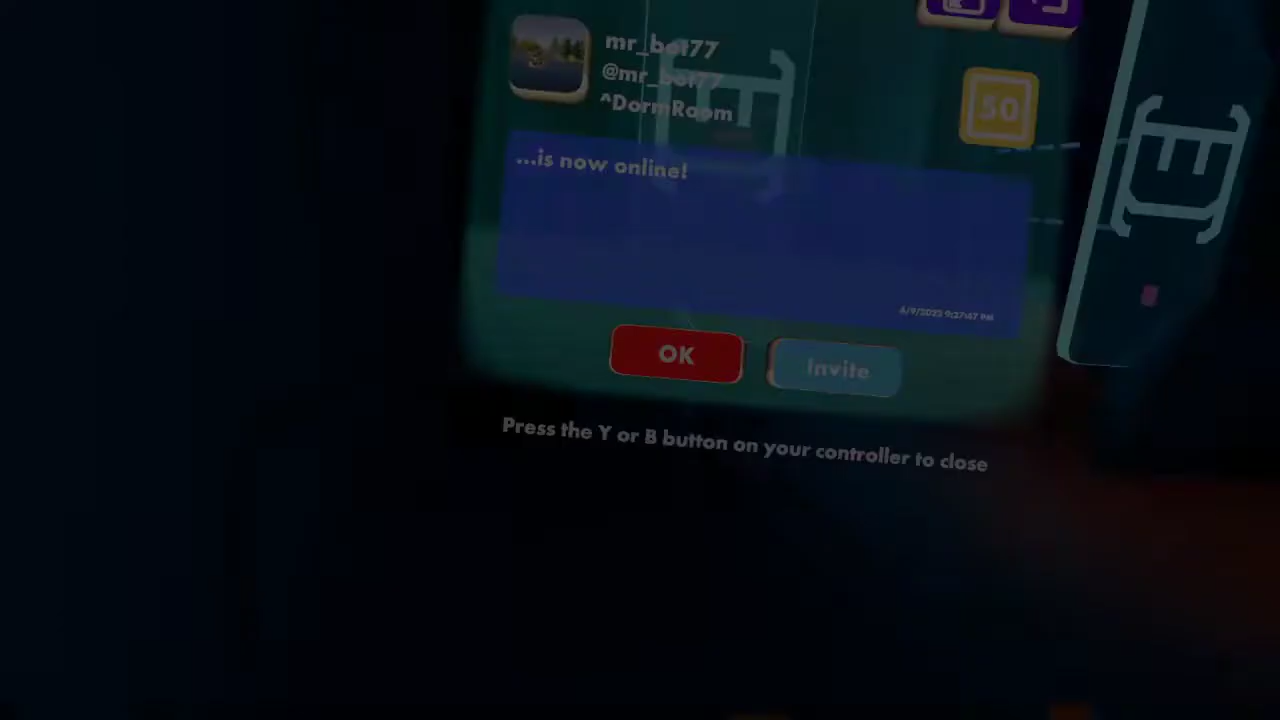 mr_bot77
@mr_bot77
^DormRoom
50
...is now online!
OK
Invite
Press the Y or B button on your controller to close